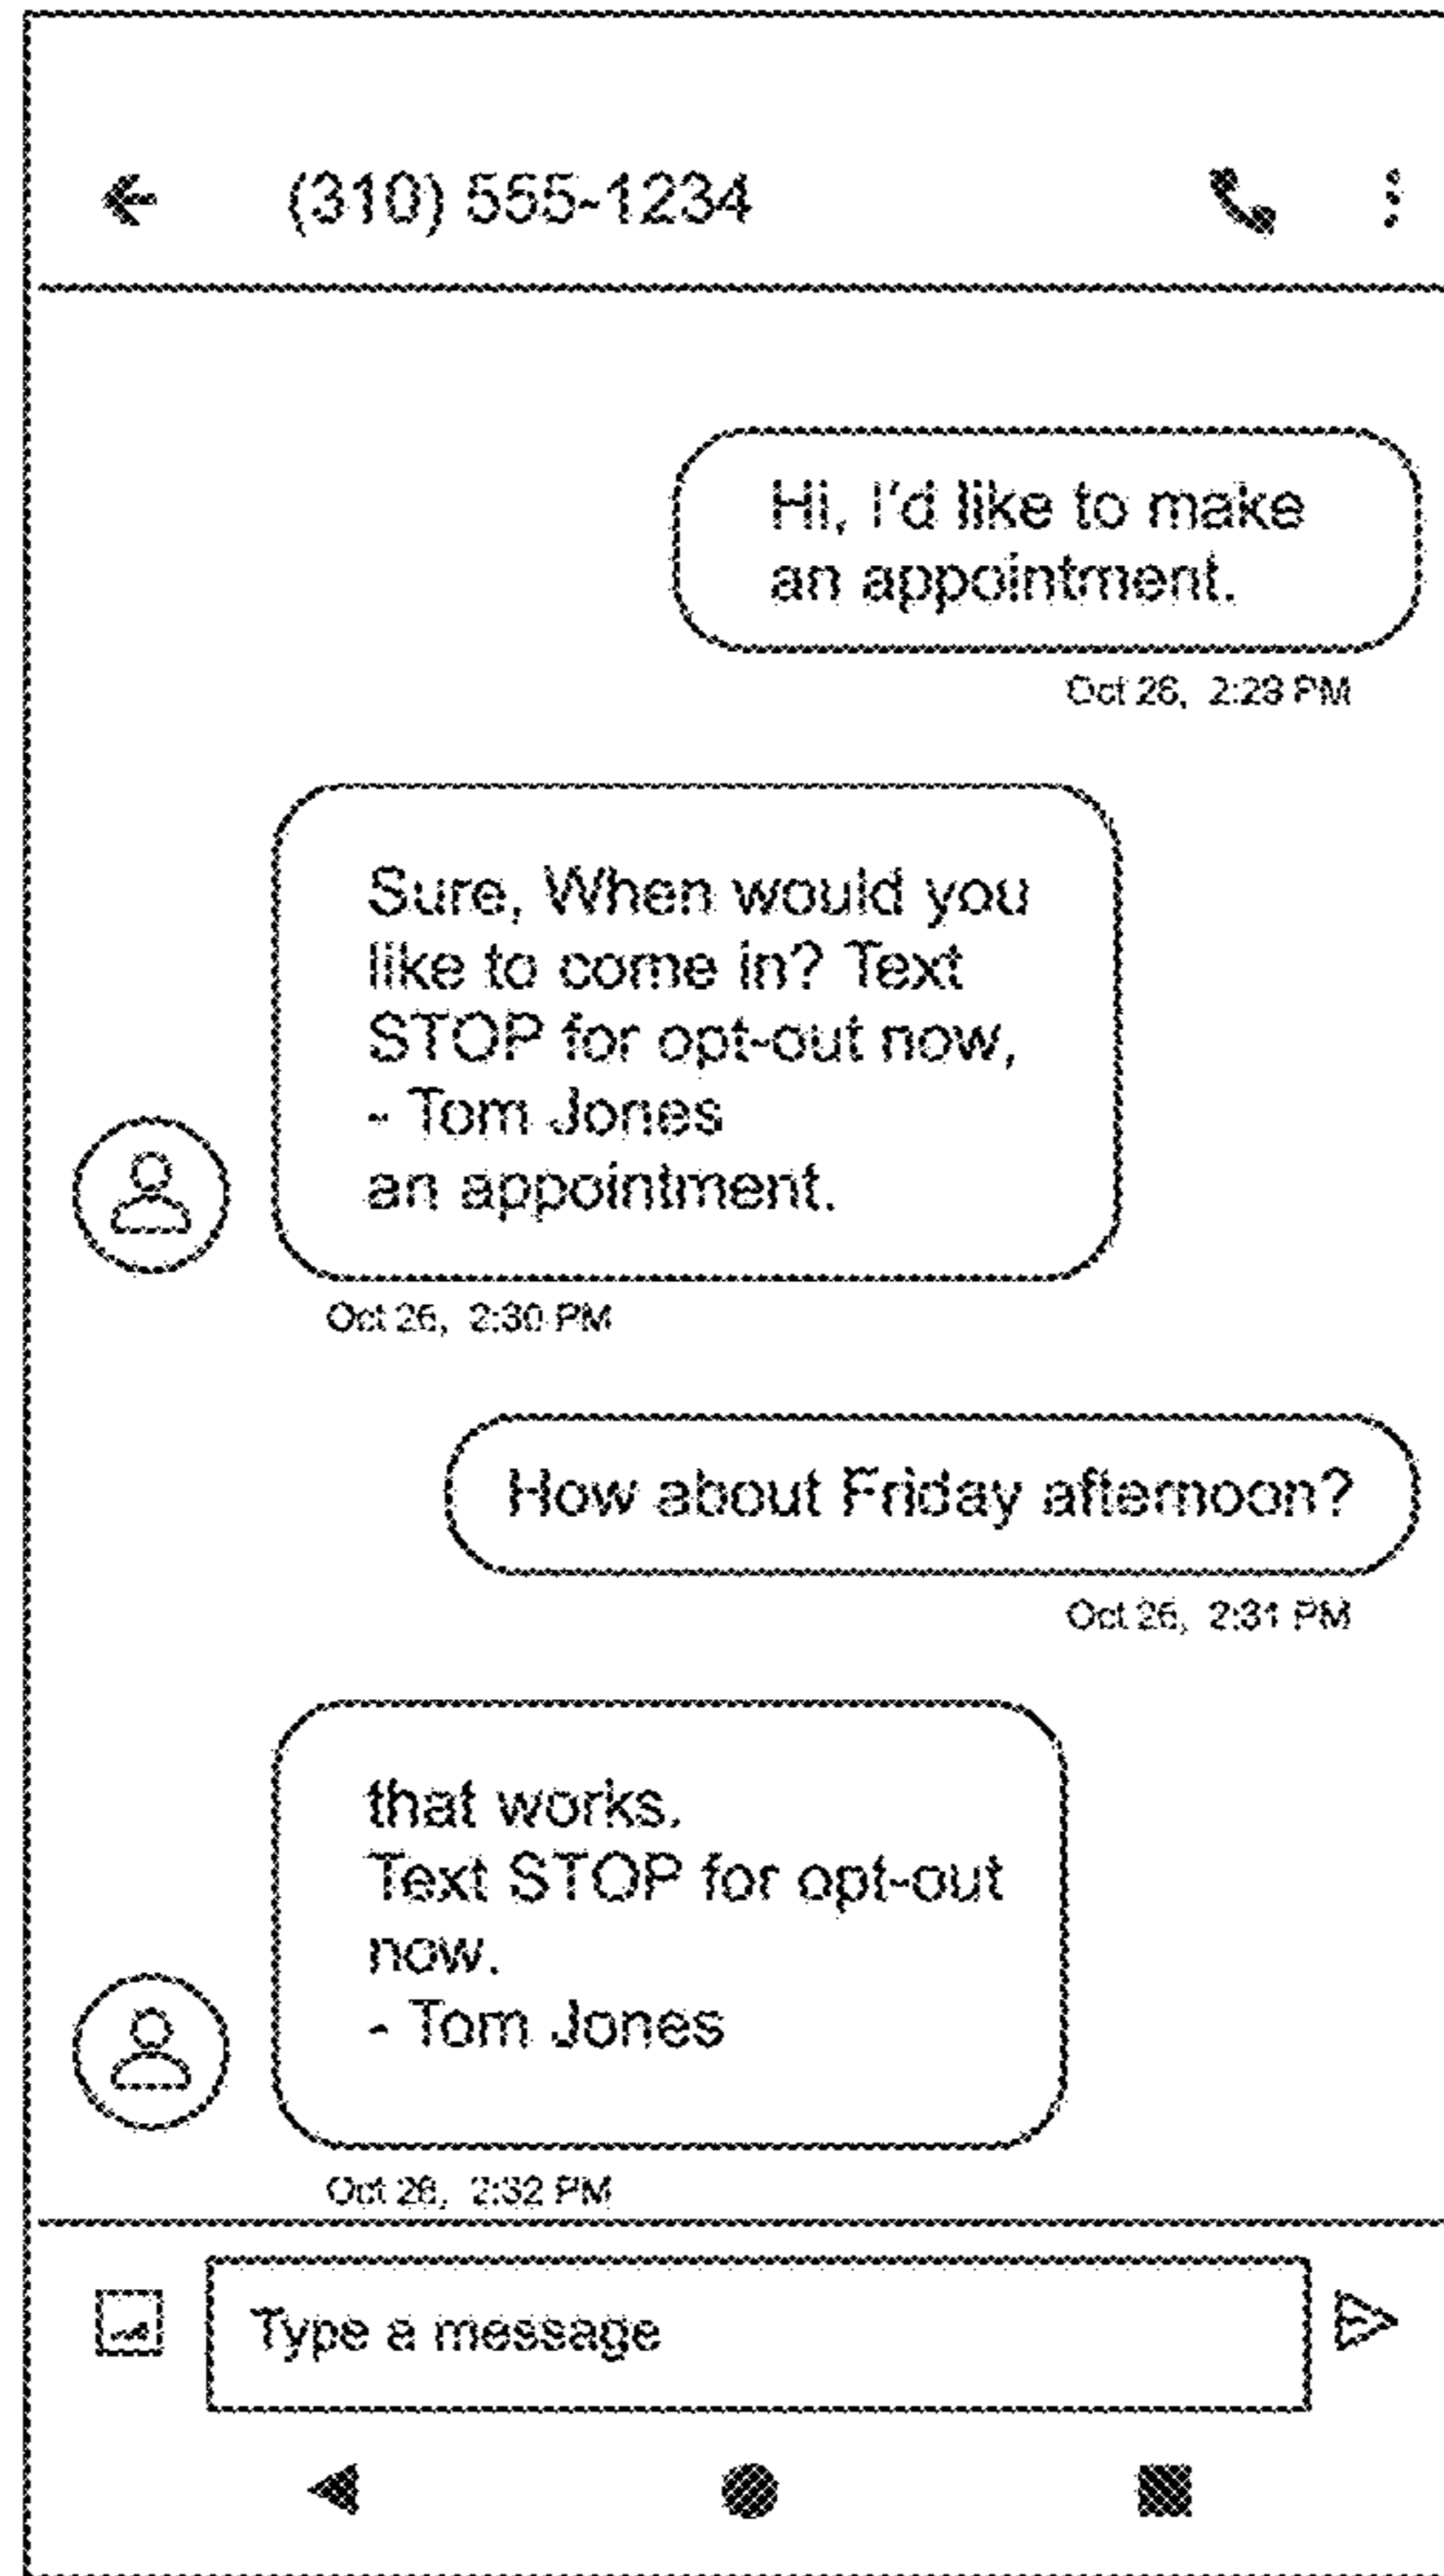 (310) 555-1234
Hi, I'd like to make
an appointment.
Oct 26, 2:28 PM
Sure, When would you
like to come in? Text
STOP for opt-out now,
- Tom Jones
an appointment.
Oct 26, 2:30 PM
How about Friday afternoon?
Oct 26, 2:31 PM
that works.
Text STOP for opt-out
now.
- Tom Jones
Oct 26, 2:32 PM
Type a message